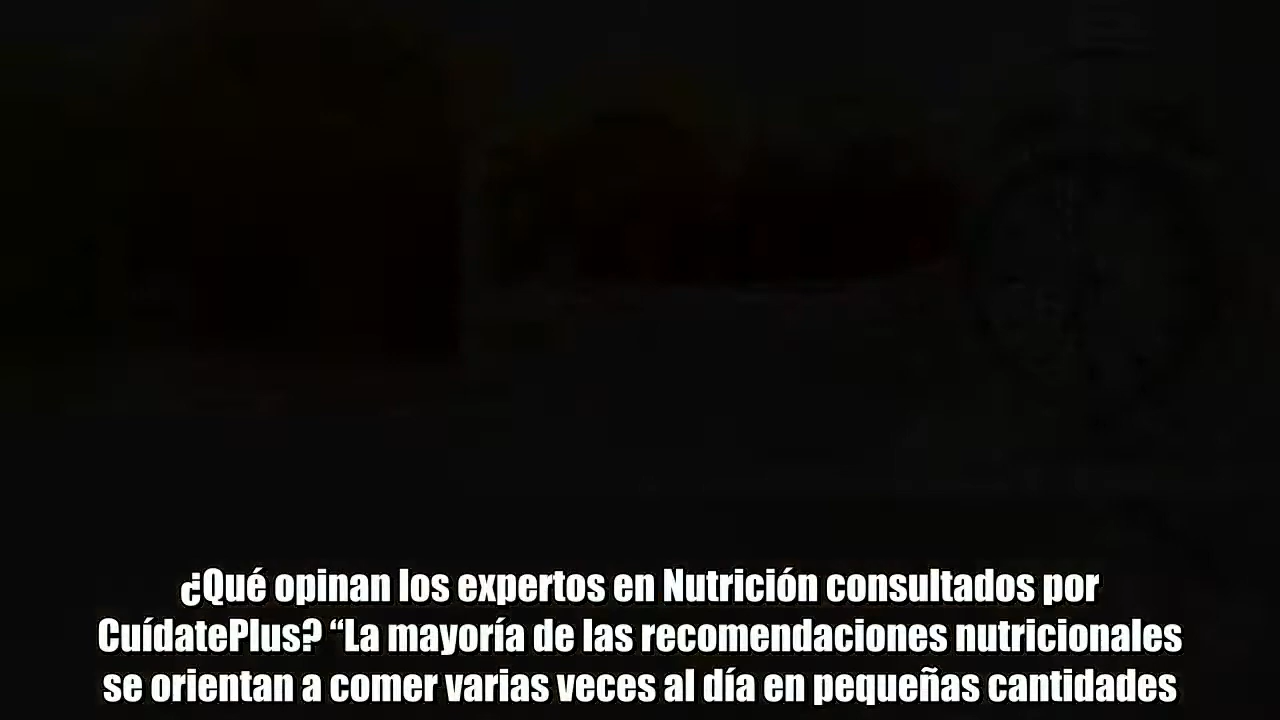 ¿Qué opinan los expertos en Nutrición consultados por
CuídatePlus? “La mayoría de las recomendaciones nutricionales
se orientan a comer varias veces al día en pequeñas cantidades